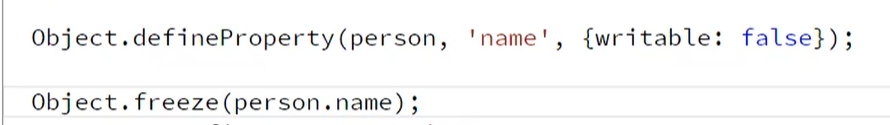 Object.defineProperty(person, 'name', {writable: false});
Object.freeze(person.name);